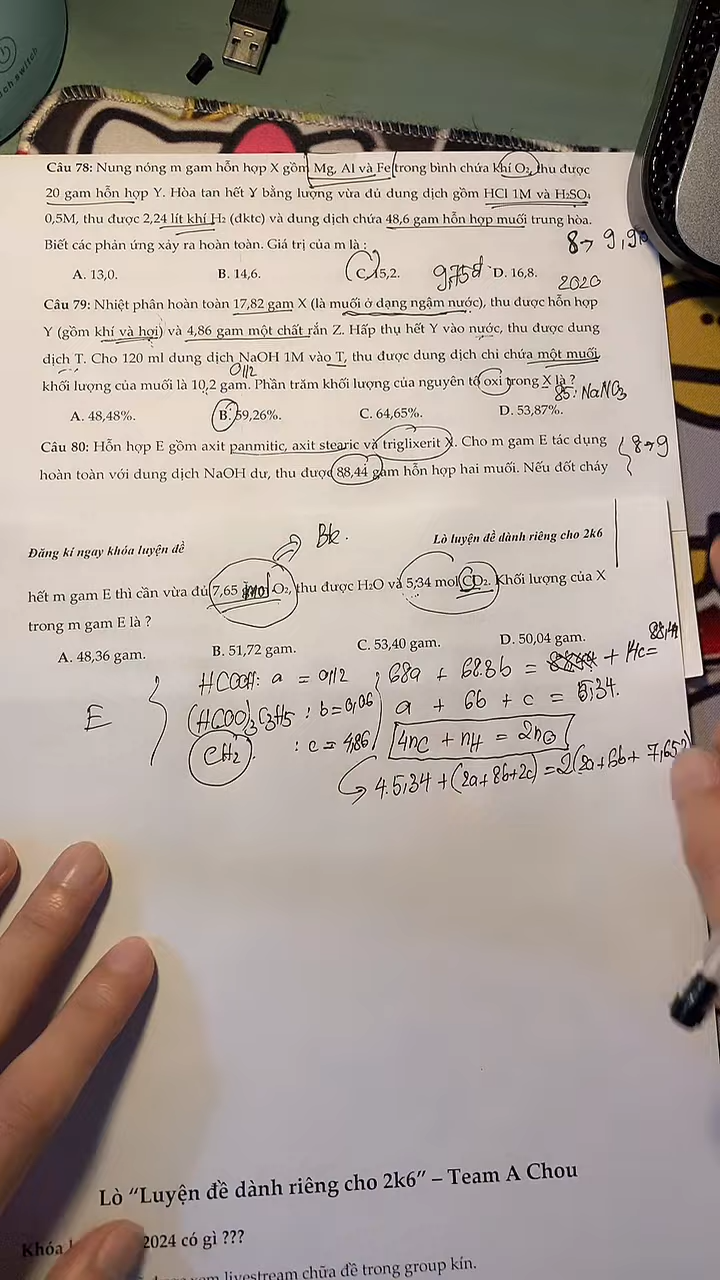 Câu 78: Nung nóng m gam hỗn hợp X gồm Mg, Al và Fe trong bình chứa khí O₂, thu được
20 gam hỗn hợp Y. Hòa tan hết Y bằng lượng vừa đủ dung dịch gồm HCl 1M và H₂SO₄
0,5M, thu được 2,24 lít khí H₂ (đktc) và dung dịch chứa 48,6 gam hỗn hợp muối trung hòa.
Biết các phản ứng xảy ra hoàn toàn. Giá trị của m là :
8→ 9,9
A. 13,0. B. 14,6. C. 15,2. 9,75đ D. 16,8. 2020
Câu 79: Nhiệt phân hoàn toàn 17,82 gam X (là muối ở dạng ngậm nước), thu được hỗn hợp
Y (gồm khí và hơi) và 4,86 gam một chất rắn Z. Hấp thụ hết Y vào nước, thu được dung
dịch T. Cho 120 ml dung dịch NaOH 1M vào T, thu được dung dịch chỉ chứa một muối,
0,12
khối lượng của muối là 10,2 gam. Phần trăm khối lượng của nguyên tố oxi trong X là ?
85: NaNO₃
A. 48,48%. B. 59,26%. C. 64,65%. D. 53,87%.
Câu 80: Hỗn hợp E gồm axit panmitic, axit stearic và triglixerit X. Cho m gam E tác dụng
8→9
hoàn toàn với dung dịch NaOH dư, thu được 88,44 gam hỗn hợp hai muối. Nếu đốt cháy
Đăng kí ngay khóa luyện đề Btk. Lò luyện đề dành riêng cho 2k6
hết m gam E thì cần vừa đủ 7,65 mol O₂, thu được H₂O và 5,34 mol CO₂. Khối lượng của X
trong m gam E là ?
A. 48,36 gam. B. 51,72 gam. C. 53,40 gam. D. 50,04 gam.
E
HCOOH: a = 0,12 68a + 68.3b = + 14c = 88,44
(HCOO)₃C₃H₅ : b = 0,06 a + 6b + c = 5,34.
CH₂. : c = 4,86 4nC + nH = 2nO
4.5,34 + (2a+8b+2c) = 2(2a+6b+ 7,65.2)
Lò “Luyện đề dành riêng cho 2k6” – Team A Chou
Khóa 2024 có gì ???
livestream chữa đề trong group kín.